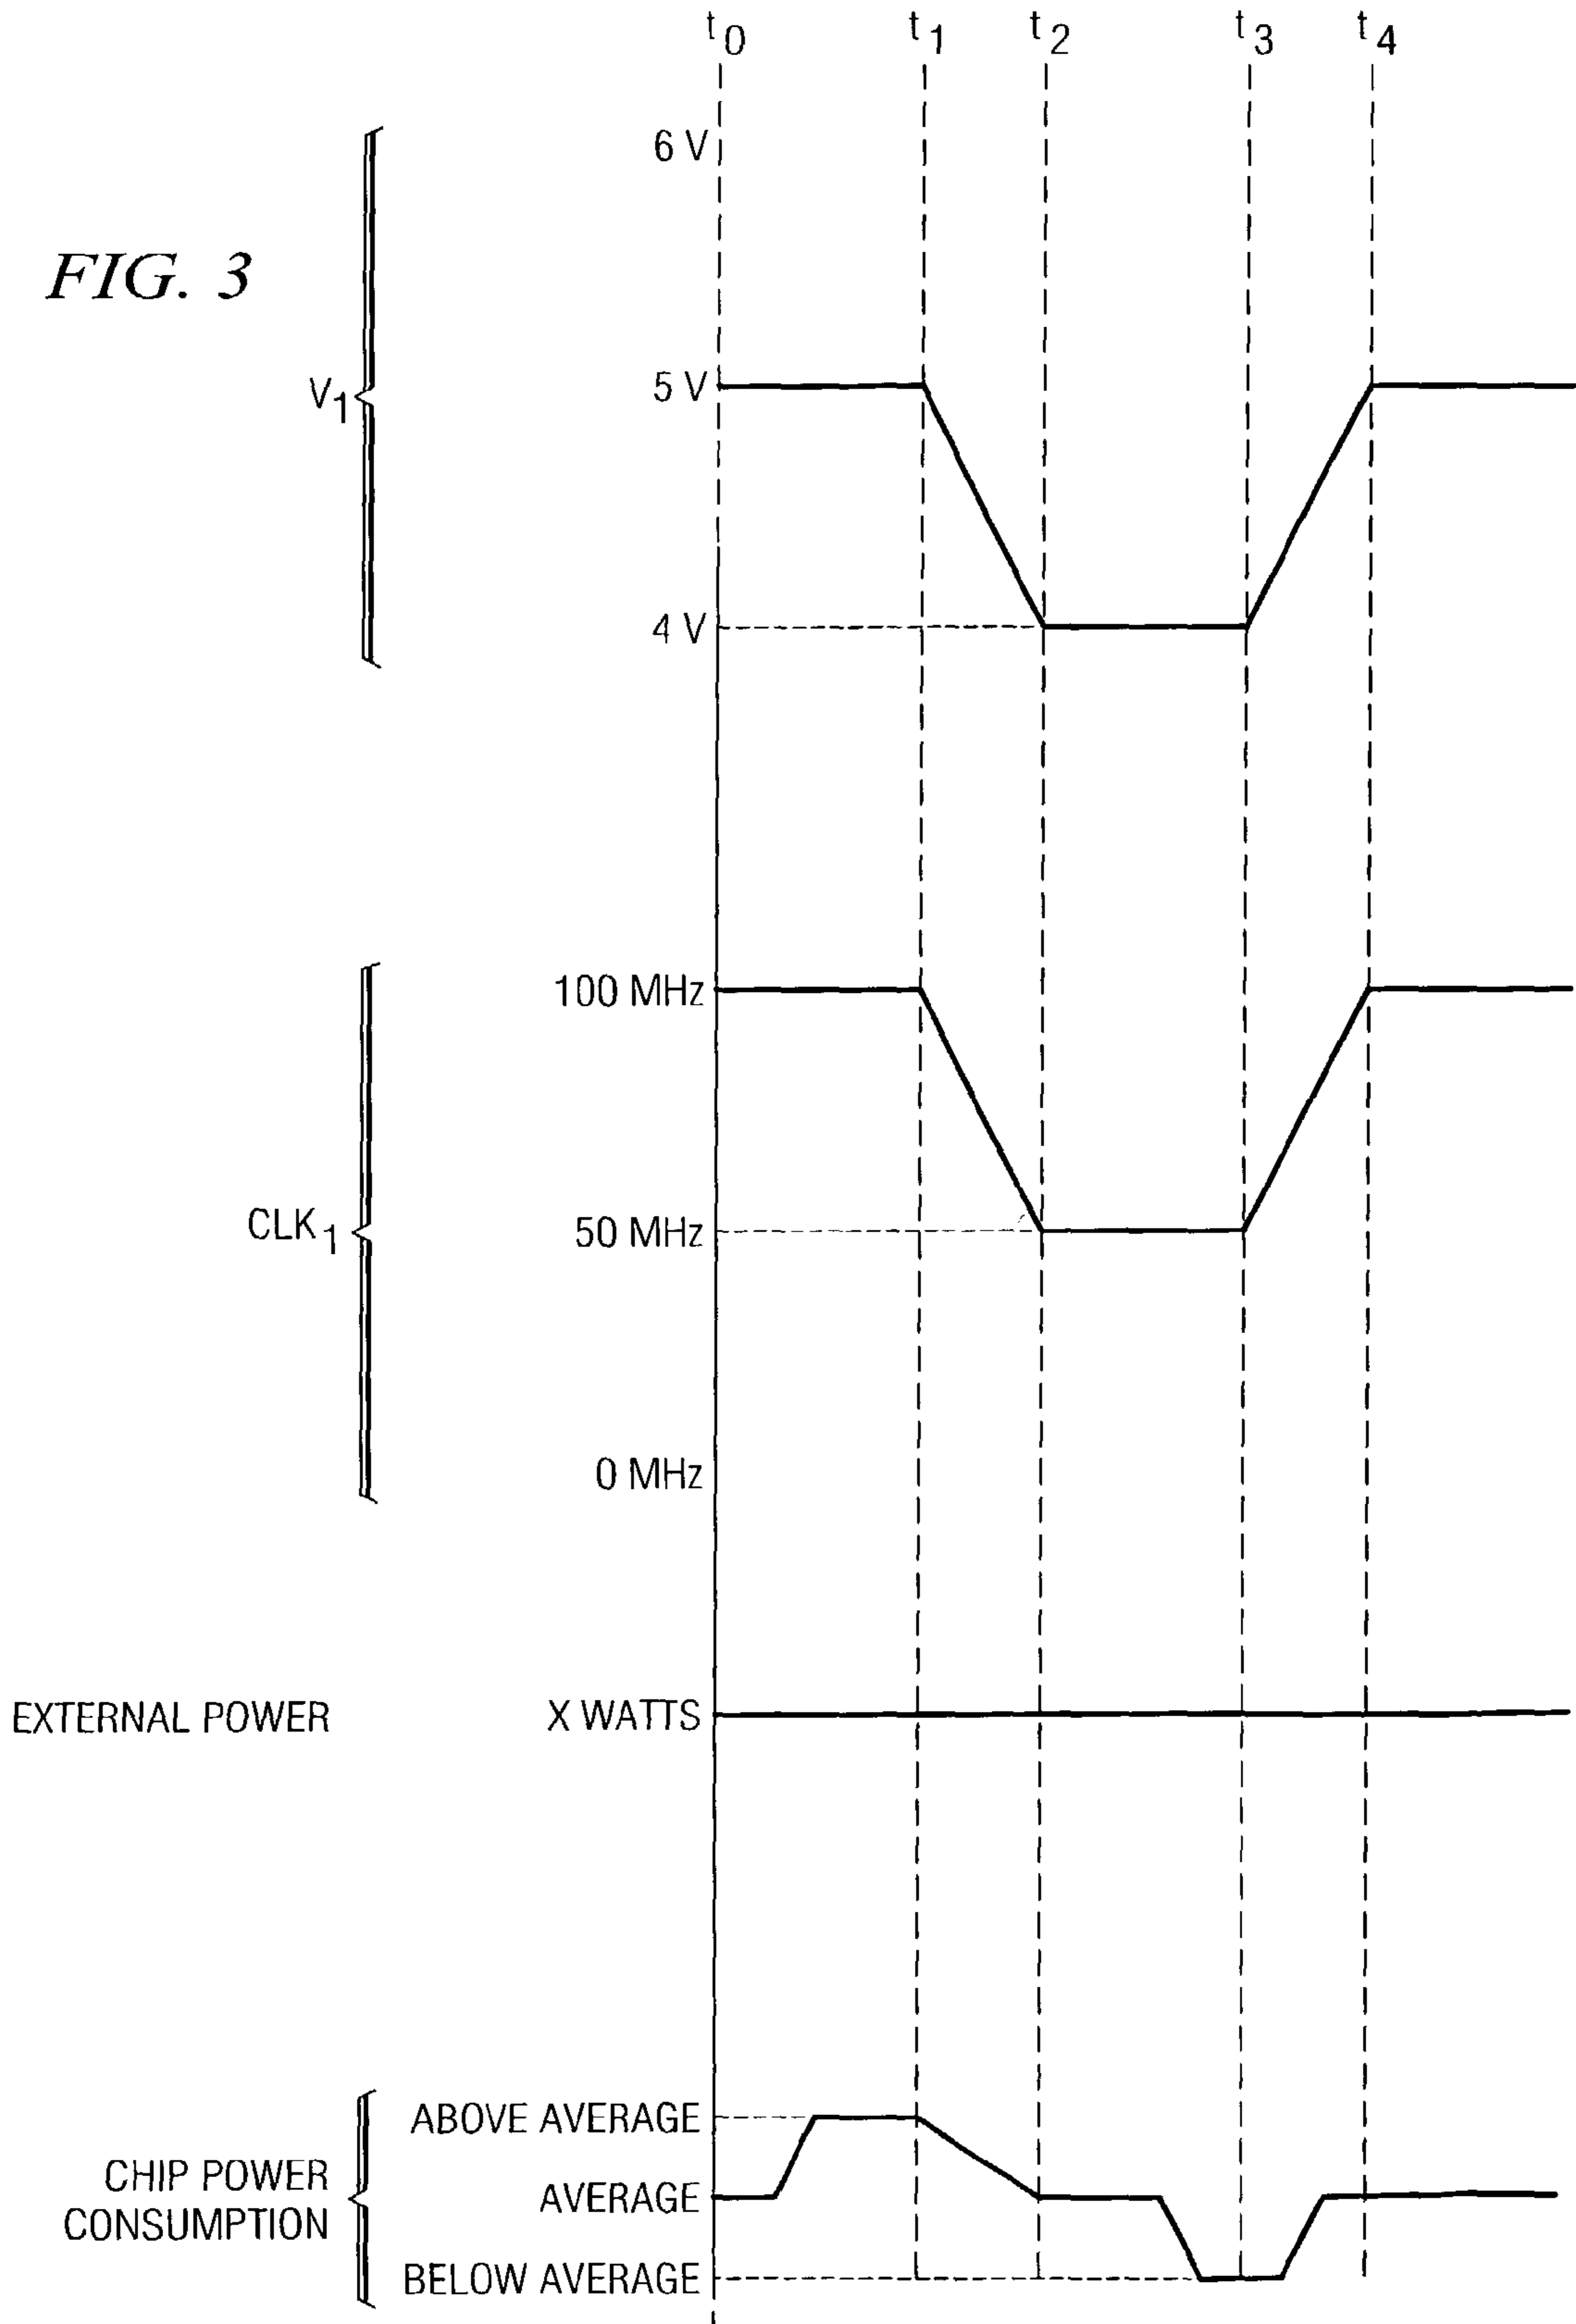 t0 t1 t2 t3 t4
6 V
FIG. 3
V1
5 V
4 V
100 MHz
CLK1
50 MHz
0 MHz
EXTERNAL POWER X WATTS
ABOVE AVERAGE
CHIP POWER
CONSUMPTION
AVERAGE
BELOW AVERAGE